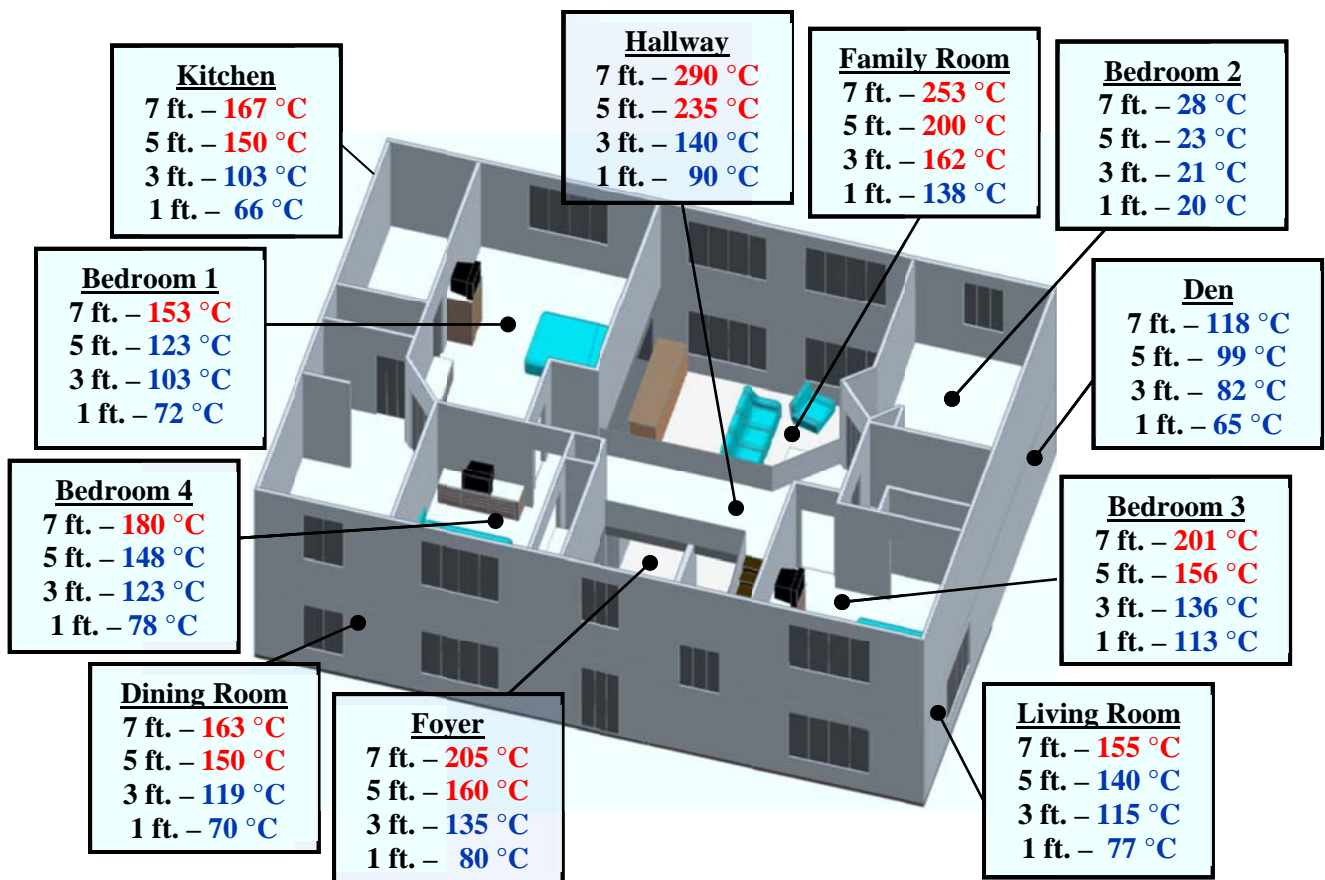 Kitchen
7 ft. – 167 °C
5 ft. – 150 °C
3 ft. – 103 °C
1 ft. – 66 °C
Hallway
7 ft. – 290 °C
5 ft. – 235 °C
3 ft. – 140 °C
1 ft. – 90 °C
Family Room
7 ft. – 253 °C
5 ft. – 200 °C
3 ft. – 162 °C
1 ft. – 138 °C
Bedroom 2
7 ft. – 28 °C
5 ft. – 23 °C
3 ft. – 21 °C
1 ft. – 20 °C
Bedroom 1
7 ft. – 153 °C
5 ft. – 123 °C
3 ft. – 103 °C
1 ft. – 72 °C
Den
7 ft. – 118 °C
5 ft. – 99 °C
3 ft. – 82 °C
1 ft. – 65 °C
Bedroom 4
7 ft. – 180 °C
5 ft. – 148 °C
3 ft. – 123 °C
1 ft. – 78 °C
Bedroom 3
7 ft. – 201 °C
5 ft. – 156 °C
3 ft. – 136 °C
1 ft. – 113 °C
Dining Room
7 ft. – 163 °C
5 ft. – 150 °C
3 ft. – 119 °C
1 ft. – 70 °C
Foyer
7 ft. – 205 °C
5 ft. – 160 °C
3 ft. – 135 °C
1 ft. – 80 °C
Living Room
7 ft. – 155 °C
5 ft. – 140 °C
3 ft. – 115 °C
1 ft. – 77 °C